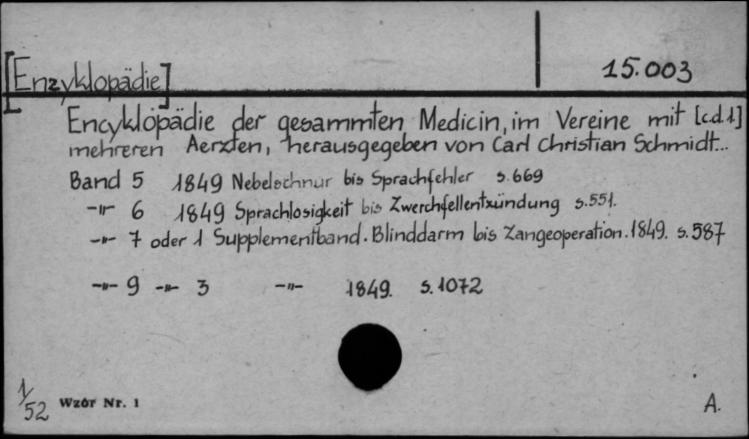 [Enzyklopädie] 15.003
Encyklopädie der gesammten Medicin, im Vereine mit [c.d.1]
mehreren Aerzten, herausgegeben von Carl Christian Schmidt...
Band 5 1849 Nebelschnur bis Sprachfehler s.669
-"- 6 1849 Sprachlosigkeit bis Zwerchfellentzündung s.551.
-"- 7 oder 1 Supplementband. Blinddarm bis Zangeoperation. 1849. s.587
-"- 9 -"- 3 -"- 1849. s.1072
1/52 Wzór Nr. 1 A.